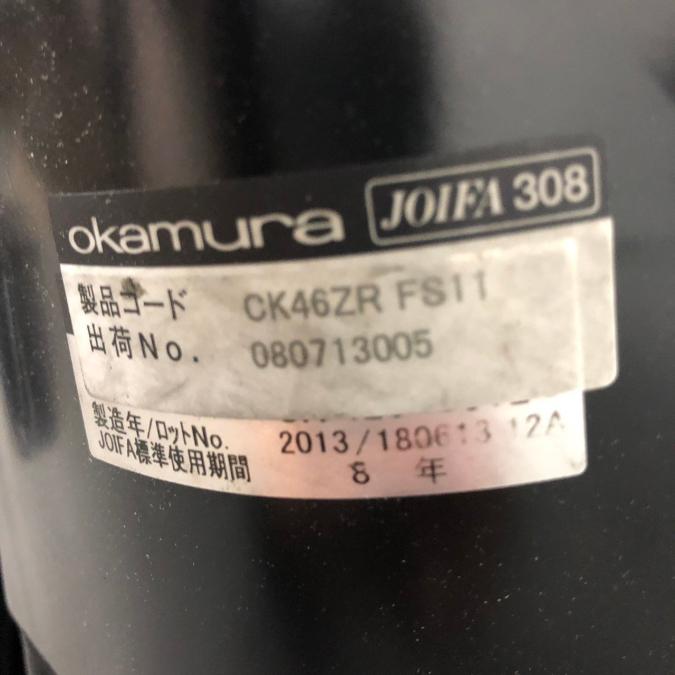 okamura JOIFA 308
製品コード CK46ZR FS11
出荷No. 080713005
製造年/ロットNo. 2013/180613 12A
JOIFA標準使用期間 8 年